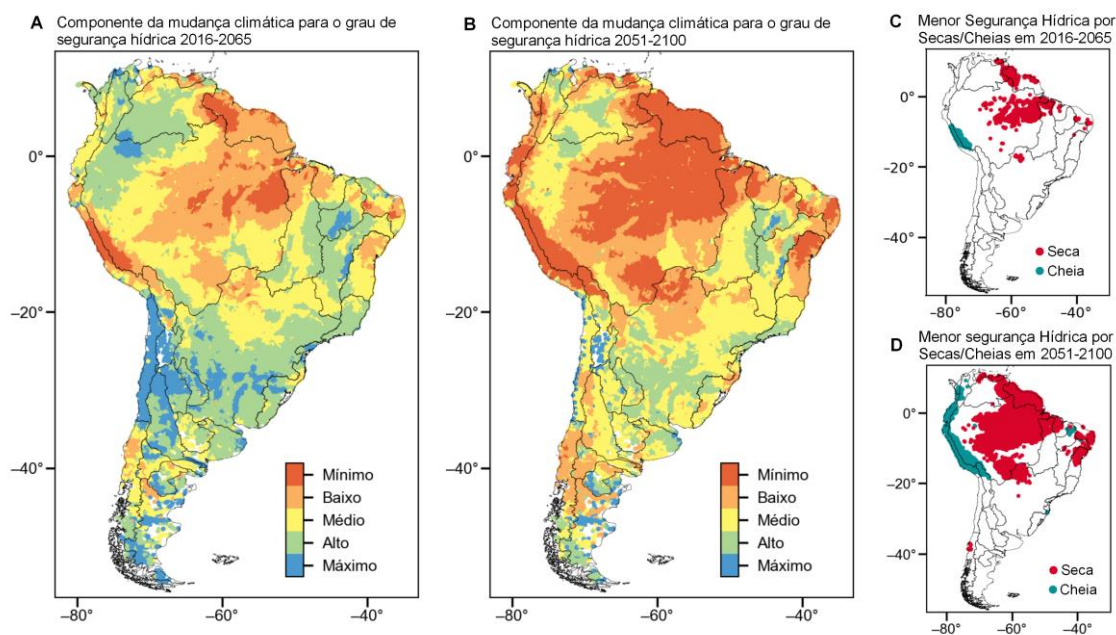 A Componente da mudança climática para o grau de
segurança hídrica 2016-2065
0°
−20°
−40°
−80° −60° −40°
Mínimo
Baixo
Médio
Alto
Máximo
B Componente da mudança climática para o grau de
segurança hídrica 2051-2100
0°
−20°
−40°
−80° −60° −40°
Mínimo
Baixo
Médio
Alto
Máximo
C Menor Segurança Hídrica por
Secas/Cheias em 2016-2065
0°
−20°
−40°
−80° −60° −40°
Seca
Cheia
Menor segurança Hídrica por
D Secas/Cheias em 2051-2100
0°
−20°
−40°
−80° −60° −40°
Seca
Cheia